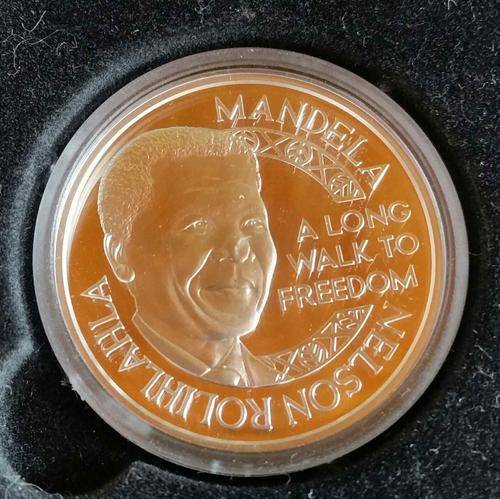 MANDELA
A LONG
WALK TO
FREEDOM
NELSON ROLIHLAHLA